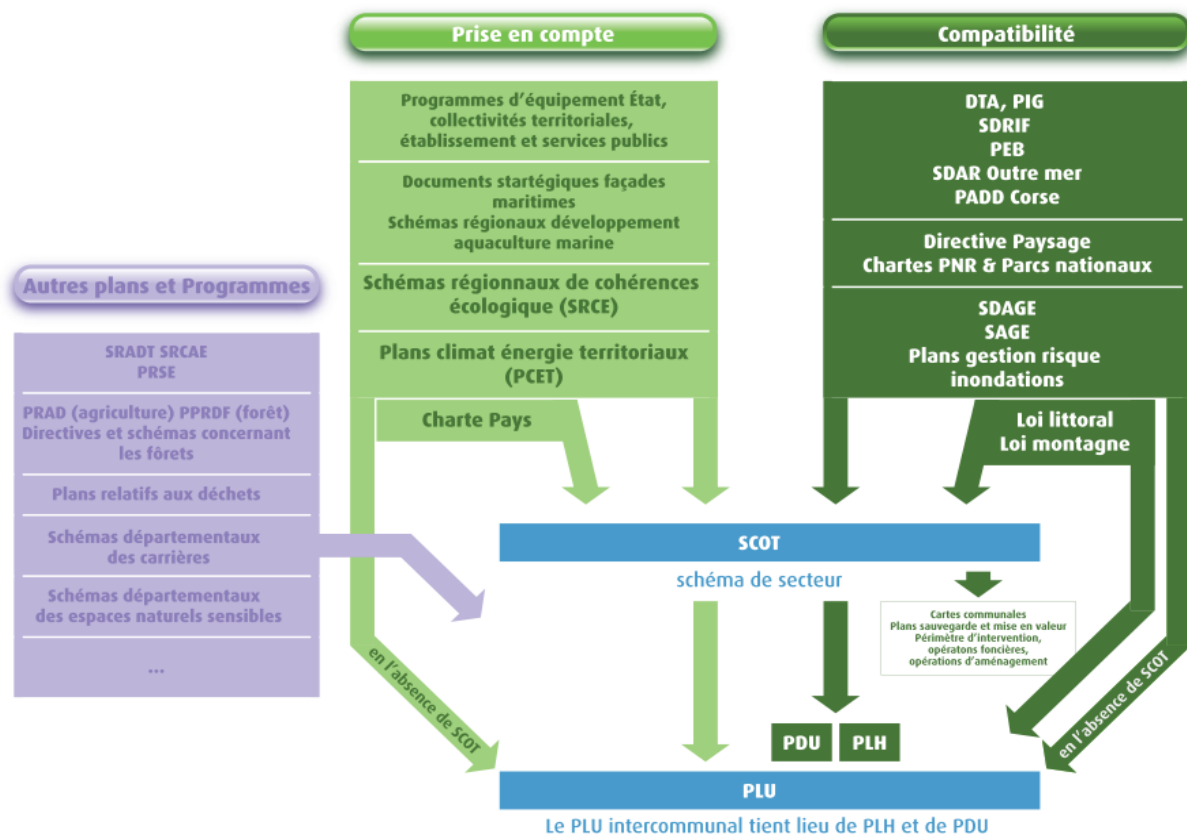 Prise en compte
Programmes d'équipement État,
collectivités territoriales,
établissement et services publics
Documents startégiques façades
maritimes
Schémas régionaux développement
aquaculture marine
Schémas régionnaux de cohérences
écologique (SRCE)
Plans climat énergie territoriaux
(PCET)
Charte Pays
en l'absence de SCOT
Compatibilité
DTA, PIG
SDRIF
PEB
SDAR Outre mer
PADD Corse
Directive Paysage
Chartes PNR & Parcs nationaux
SDAGE
SAGE
Plans gestion risque
inondations
Loi littoral
Loi montagne
en l'absence de SCOT
Autres plans et Programmes
SRADT SRCAE
PRSE
PRAD (agriculture) PPRDF (forêt)
Directives et schémas concernant
les fôrets
Plans relatifs aux déchets
Schémas départementaux
des carrières
Schémas départementaux
des espaces naturels sensibles
...
SCOT
schéma de secteur
Cartes communales
Plans sauvegarde et mise en valeur
Périmètre d'intervention,
opératons foncières,
opérations d'aménagement
PDU
PLH
PLU
Le PLU intercommunal tient lieu de PLH et de PDU